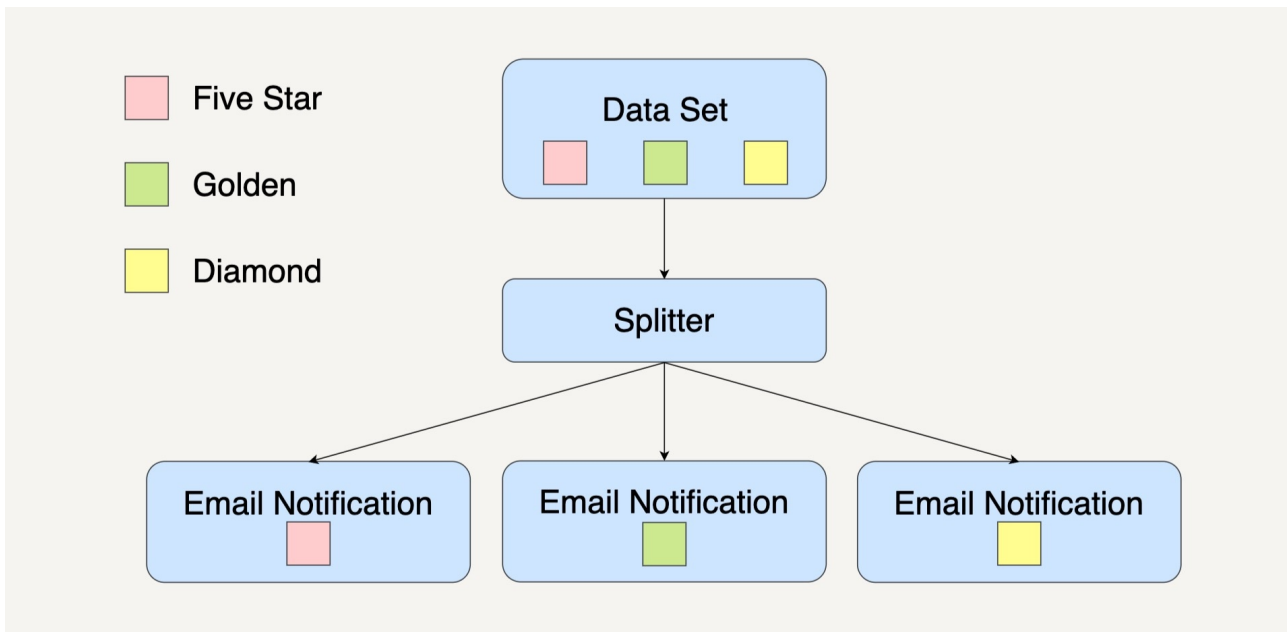 Five Star
Golden
Diamond
Data Set
Splitter
Email Notification
Email Notification
Email Notification